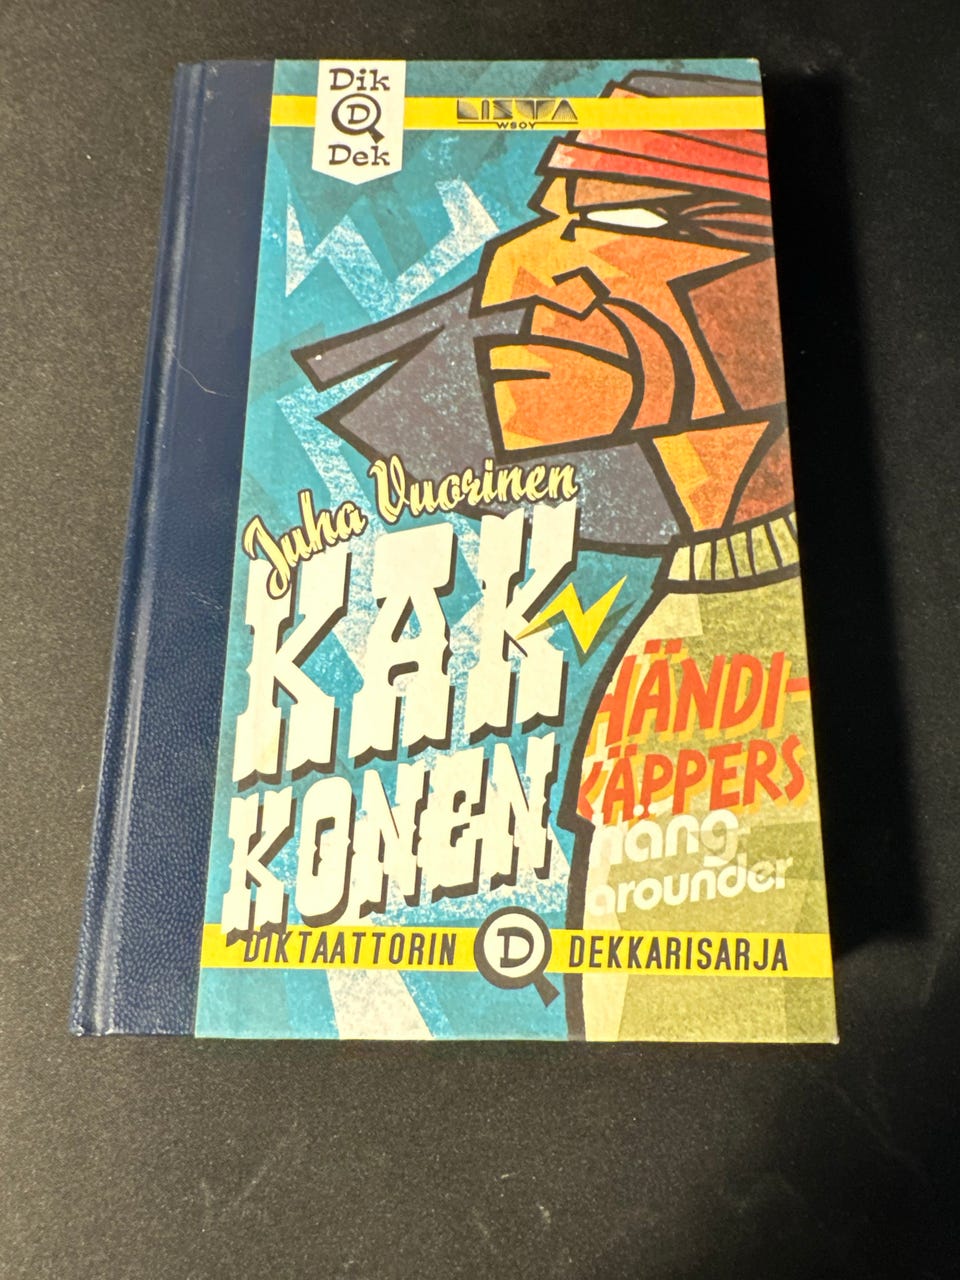 Dik
D
Dek
LISTA
WSOY
Juha Vuorinen
KAK
KONEN
HÄNDI-
KÄPPERS
häng
arounder
DIKTAATTORIN D DEKKARISARJA